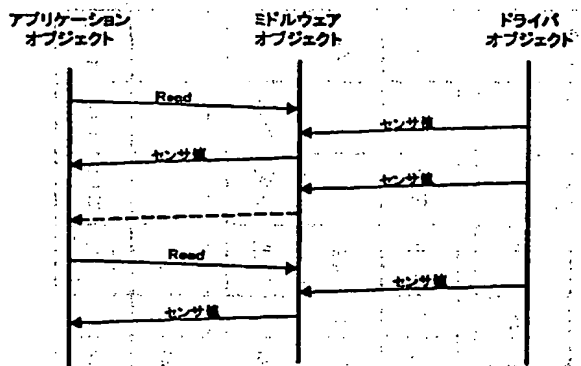 アプリケーション
オブジェクト
ミドルウェア
オブジェクト
ドライバ
オブジェクト
Read
センサ値
センサ値
センサ値
Read
センサ値
センサ値